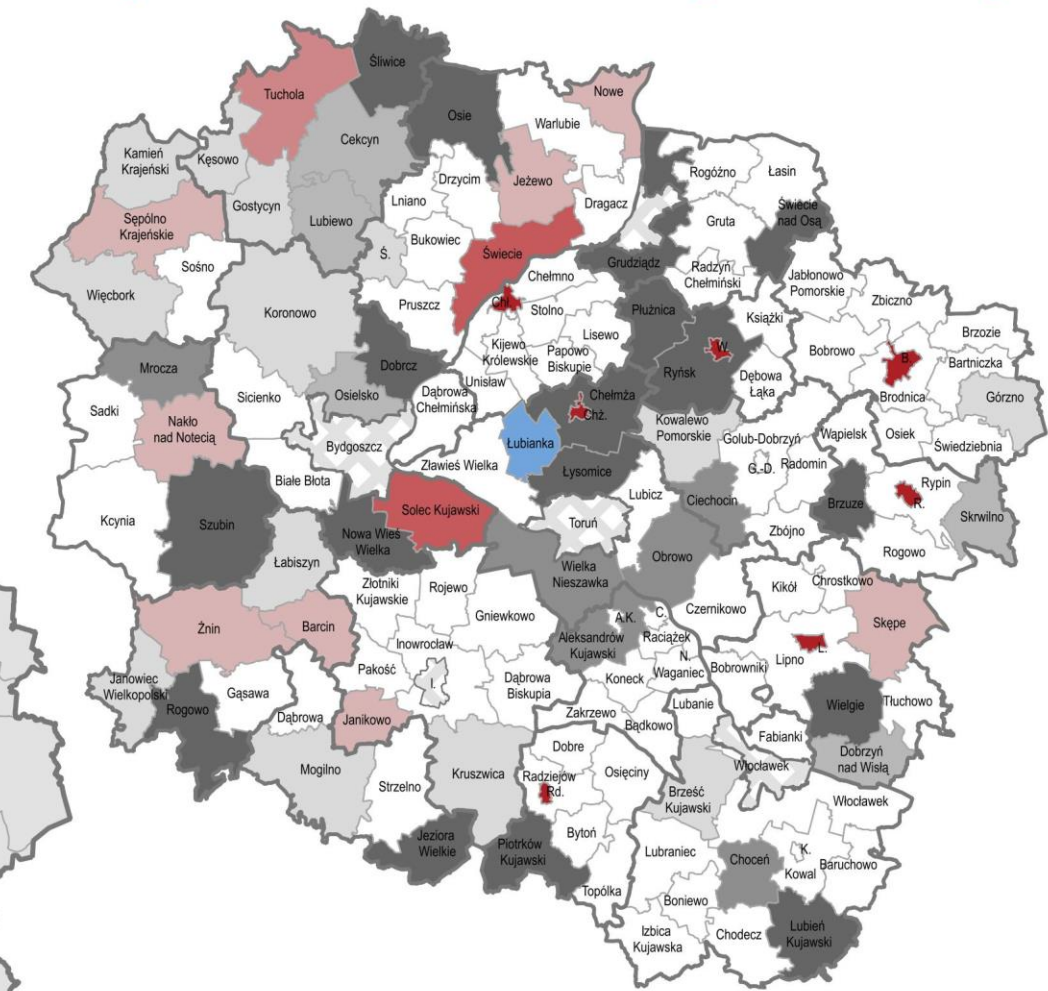 Śliwice
Tuchola
Nowe
Osie
Warlubie
Cekcyn
Kamień
Krajeński
Kęsowo
Rogóźno
Łasin
Drzycim
Jeżewo
Gostycyn
Lniano
Dragacz
Świecie
nad Osą
Sępólno
Krajeńskie
Lubiewo
Gruta
Bukowiec
Ś.
Świecie
Sośno
Grudziądz
Radzyń
Chełmiński
Chełmno
Jabłonowo
Pomorskie
Więcbork
Zbiczno
Chł.
Pruszcz
Stolno
Płużnica
Koronowo
Książki
Lisewo
Brzozie
Kijewo
Królewskie
Papowo
Biskupie
W.
Bobrowo
B.
Bartniczka
Mrocza
Dobrcz
Ryńsk
Dębowa
Łąka
Unisław
Osielsko
Dąbrowa
Chełmińska
Chełmża
Brodnica
Górzno
Sicienko
Sadki
Chż.
Kowalewo
Pomorskie
Nakło
nad Notecią
Łubianka
Golub-Dobrzyń
Wąpielsk
Osiek
Świedziebnia
Bydgoszcz
Zławieś Wielka
Łysomice
G.-D.
Radomin
Białe Błota
Rypin
R.
Lubicz
Ciechocin
Brzuze
Solec Kujawski
Kcynia
Szubin
Toruń
Skrwilno
Nowa Wieś
Wielka
Zbójno
Obrowo
Rogowo
Łabiszyn
Wielka
Nieszawka
Złotniki
Kujawskie
Rojewo
Kikół
Chrostkowo
Czernikowo
Gniewkowo
A.K.
C.
Skępe
Żnin
Barcin
Aleksandrów
Kujawski
Raciążek
Inowrocław
L.
Lipno
N.
Waganiec
Bobrowniki
Pakość
I.
Koneck
Janowiec
Wielkopolski
Dąbrowa
Biskupia
Gąsawa
Lubanie
Wielgie
Tłuchowo
Rogowo
Dąbrowa
Janikowo
Zakrzewo
Bądkowo
Fabianki
Dobre
Dobrzyń
nad Wisłą
Mogilno
Kruszwica
Radziejów
Rd.
Osięciny
Włocławek
Strzelno
Brześć
Kujawski
Włocławek
Jeziora
Wielkie
Piotrków
Kujawski
Bytoń
Lubraniec
Choceń
K.
Kowal
Baruchowo
Topólka
Boniewo
Izbica
Kujawska
Chodecz
Lubień
Kujawski